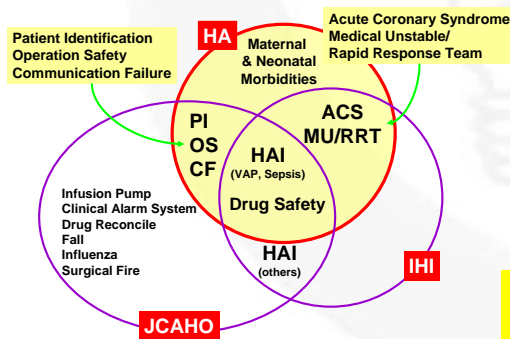 Patient Identification
Operation Safety
Communication Failure
HA
Acute Coronary Syndrome
Medical Unstable/
Rapid Response Team
Maternal
& Neonatal
Morbidities
PI
OS
CF
ACS
MU/RRT
HAI
(VAP, Sepsis)
Drug Safety
Infusion Pump
Clinical Alarm System
Drug Reconcile
Fall
Influenza
Surgical Fire
HAI
(others)
IHI
JCAHO